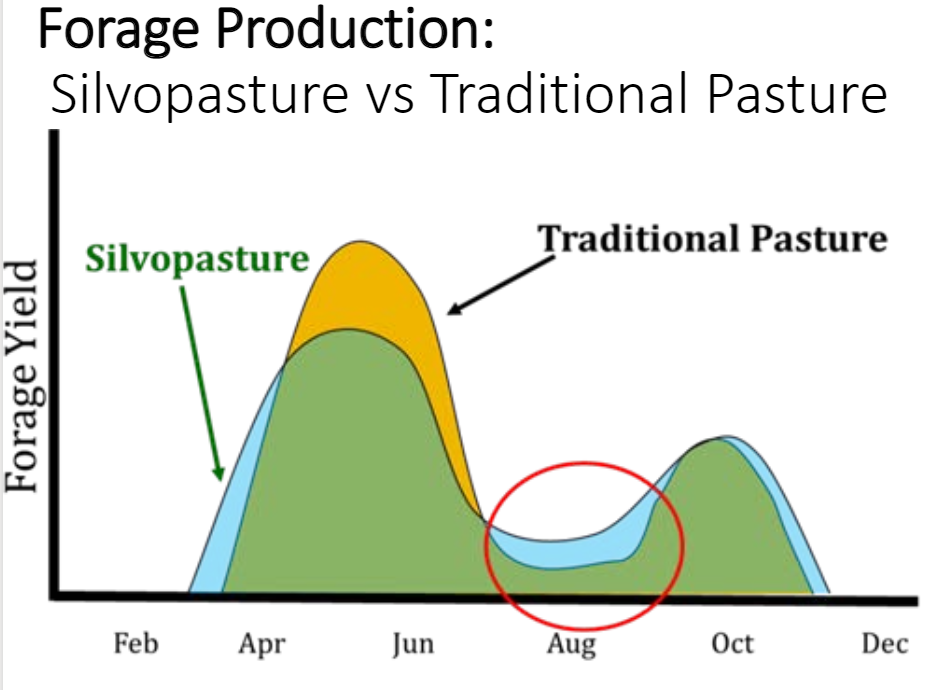 Forage Production:
Silvopasture vs Traditional Pasture
Silvopasture
Traditional Pasture
Forage Yield
Feb Apr Jun Aug Oct Dec